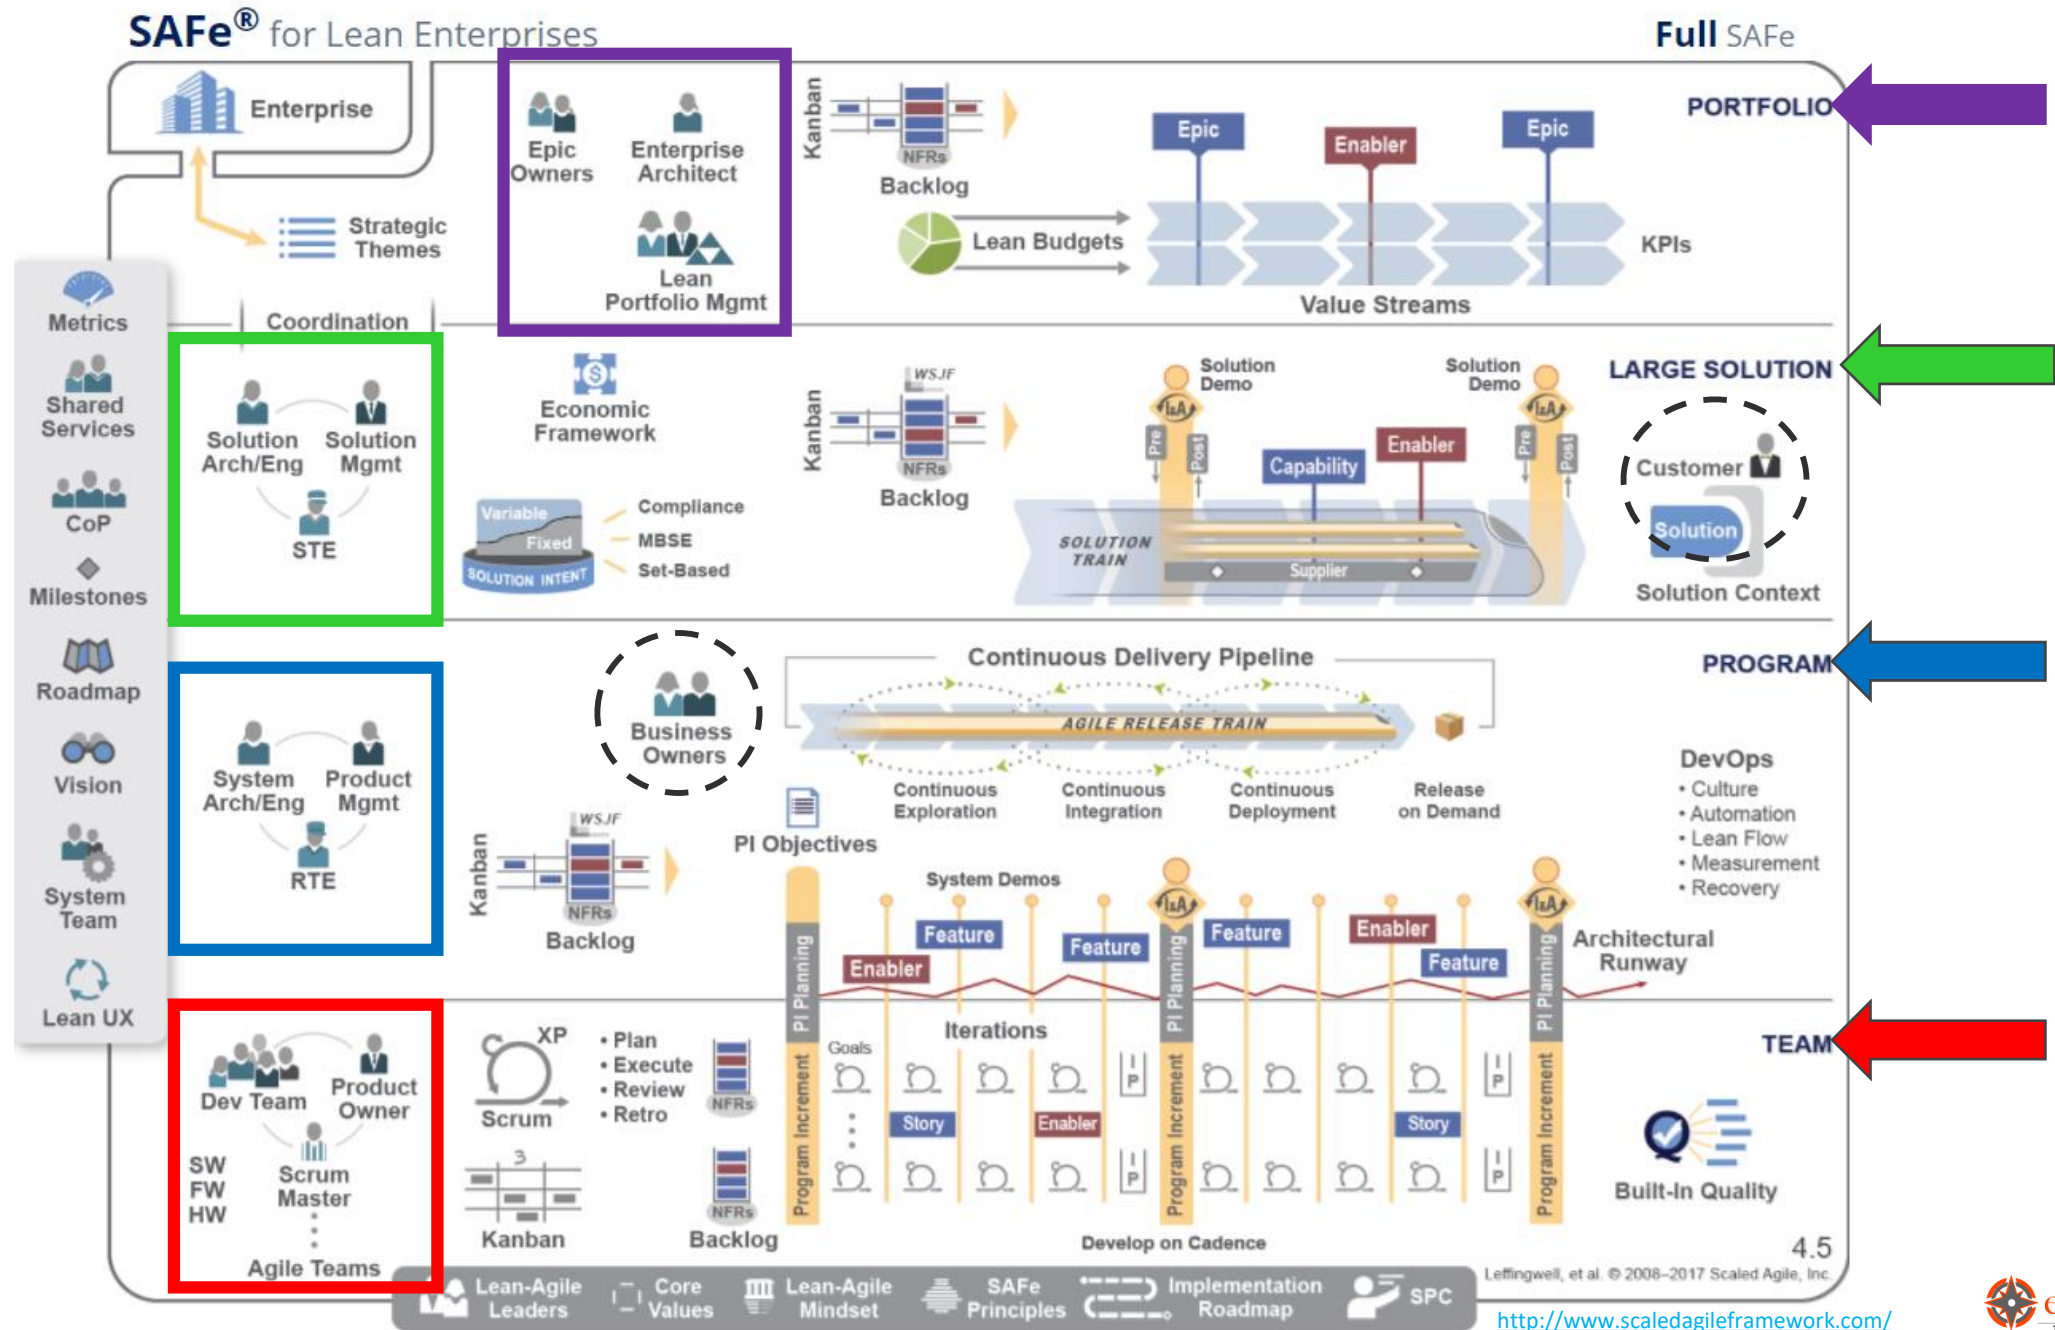 SAFe® for Lean Enterprises
Full SAFe
Enterprise
Strategic
Themes
Epic
Owners
Enterprise
Architect
Lean
Portfolio Mgmt
Kanban
NFRs
Backlog
Lean Budgets
Epic
Enabler
Epic
KPIs
Value Streams
PORTFOLIO
Metrics
Shared
Services
CoP
Milestones
Roadmap
Vision
System
Team
Lean UX
Coordination
Solution
Arch/Eng
Solution
Mgmt
STE
Economic
Framework
Variable
Fixed
SOLUTION INTENT
Compliance
MBSE
Set-Based
Kanban
WSJF
NFRs
Backlog
Solution
Demo
I&A
Pre
Post
SOLUTION
TRAIN
Capability
Enabler
Supplier
Solution
Demo
I&A
Pre
Post
LARGE SOLUTION
Customer
Solution
Solution Context
System
Arch/Eng
Product
Mgmt
RTE
Business
Owners
Kanban
WSJF
NFRs
Backlog
Continuous Delivery Pipeline
AGILE RELEASE TRAIN
Continuous
Exploration
Continuous
Integration
Continuous
Deployment
Release
on Demand
PROGRAM
DevOps
• Culture
• Automation
• Lean Flow
• Measurement
• Recovery
PI Objectives
System Demos
I&A
I&A
PI Planning
Enabler
Feature
Feature
PI Planning
Feature
Enabler
Feature
PI Planning
Architectural
Runway
Dev Team
Product
Owner
Scrum
Master
SW
FW
HW
Agile Teams
XP
Scrum
• Plan
• Execute
• Review
• Retro
NFRs
3
Kanban
NFRs
Backlog
Program Increment
Goals
Iterations
Story
Enabler
I
P
I
P
Program Increment
Story
I
P
I
P
Program Increment
Develop on Cadence
TEAM
Built-In Quality
4.5
Leffingwell, et al. © 2008–2017 Scaled Agile, Inc.
Lean-Agile
Leaders
Core
Values
Lean-Agile
Mindset
SAFe
Principles
Implementation
Roadmap
SPC
http://www.scaledagileframework.com/
e